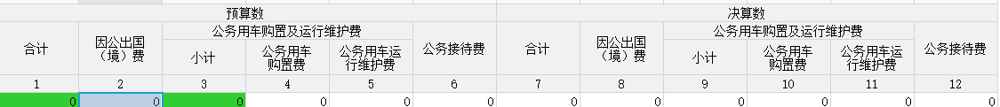 预算数 决算数
合计 因公出国（境）费 公务用车购置及运行维护费 公务接待费 合计 因公出国（境）费 公务用车购置及运行维护费 公务接待费
小计 公务用车购置费 公务用车运行维护费 小计 公务用车购置费 公务用车运行维护费
1 2 3 4 5 6 7 8 9 10 11 12
0 0 0 0 0 0 0 0 0 0 0 0